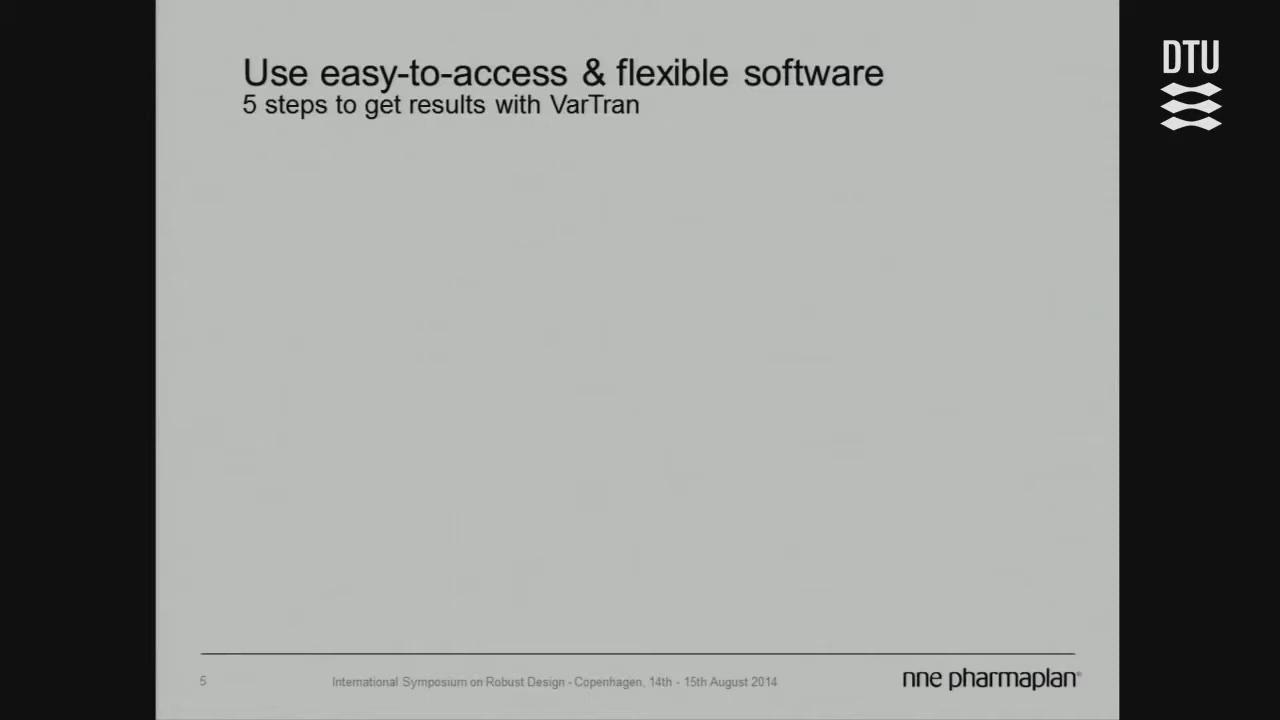 Use easy-to-access & flexible software
5 steps to get results with VarTran
DTU
5
International Symposium on Robust Design - Copenhagen, 14th - 15th August 2014
nne pharmaplan®